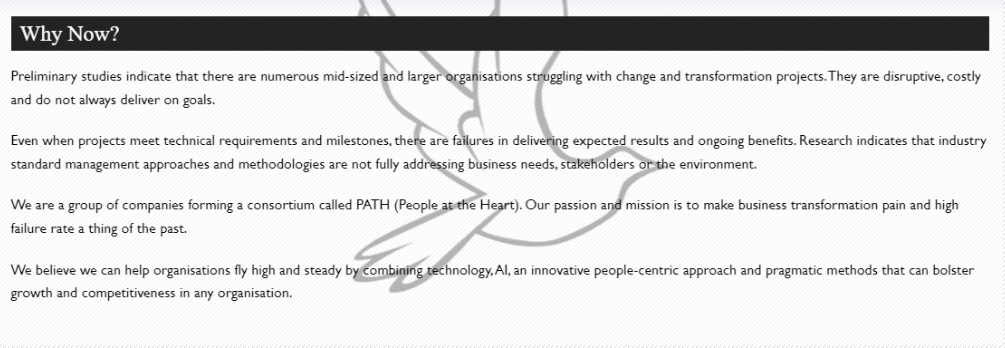 Why Now?
Preliminary studies indicate that there are numerous mid-sized and larger organisations struggling with change and transformation projects. They are disruptive, costly
and do not always deliver on goals.
Even when projects meet technical requirements and milestones, there are failures in delivering expected results and ongoing benefits. Research indicates that industry
standard management approaches and methodologies are not fully addressing business needs, stakeholders or the environment.
We are a group of companies forming a consortium called PATH (People at the Heart). Our passion and mission is to make business transformation pain and high
failure rate a thing of the past.
We believe we can help organisations fly high and steady by combining technology, AI, an innovative people-centric approach and pragmatic methods that can bolster
growth and competitiveness in any organisation.